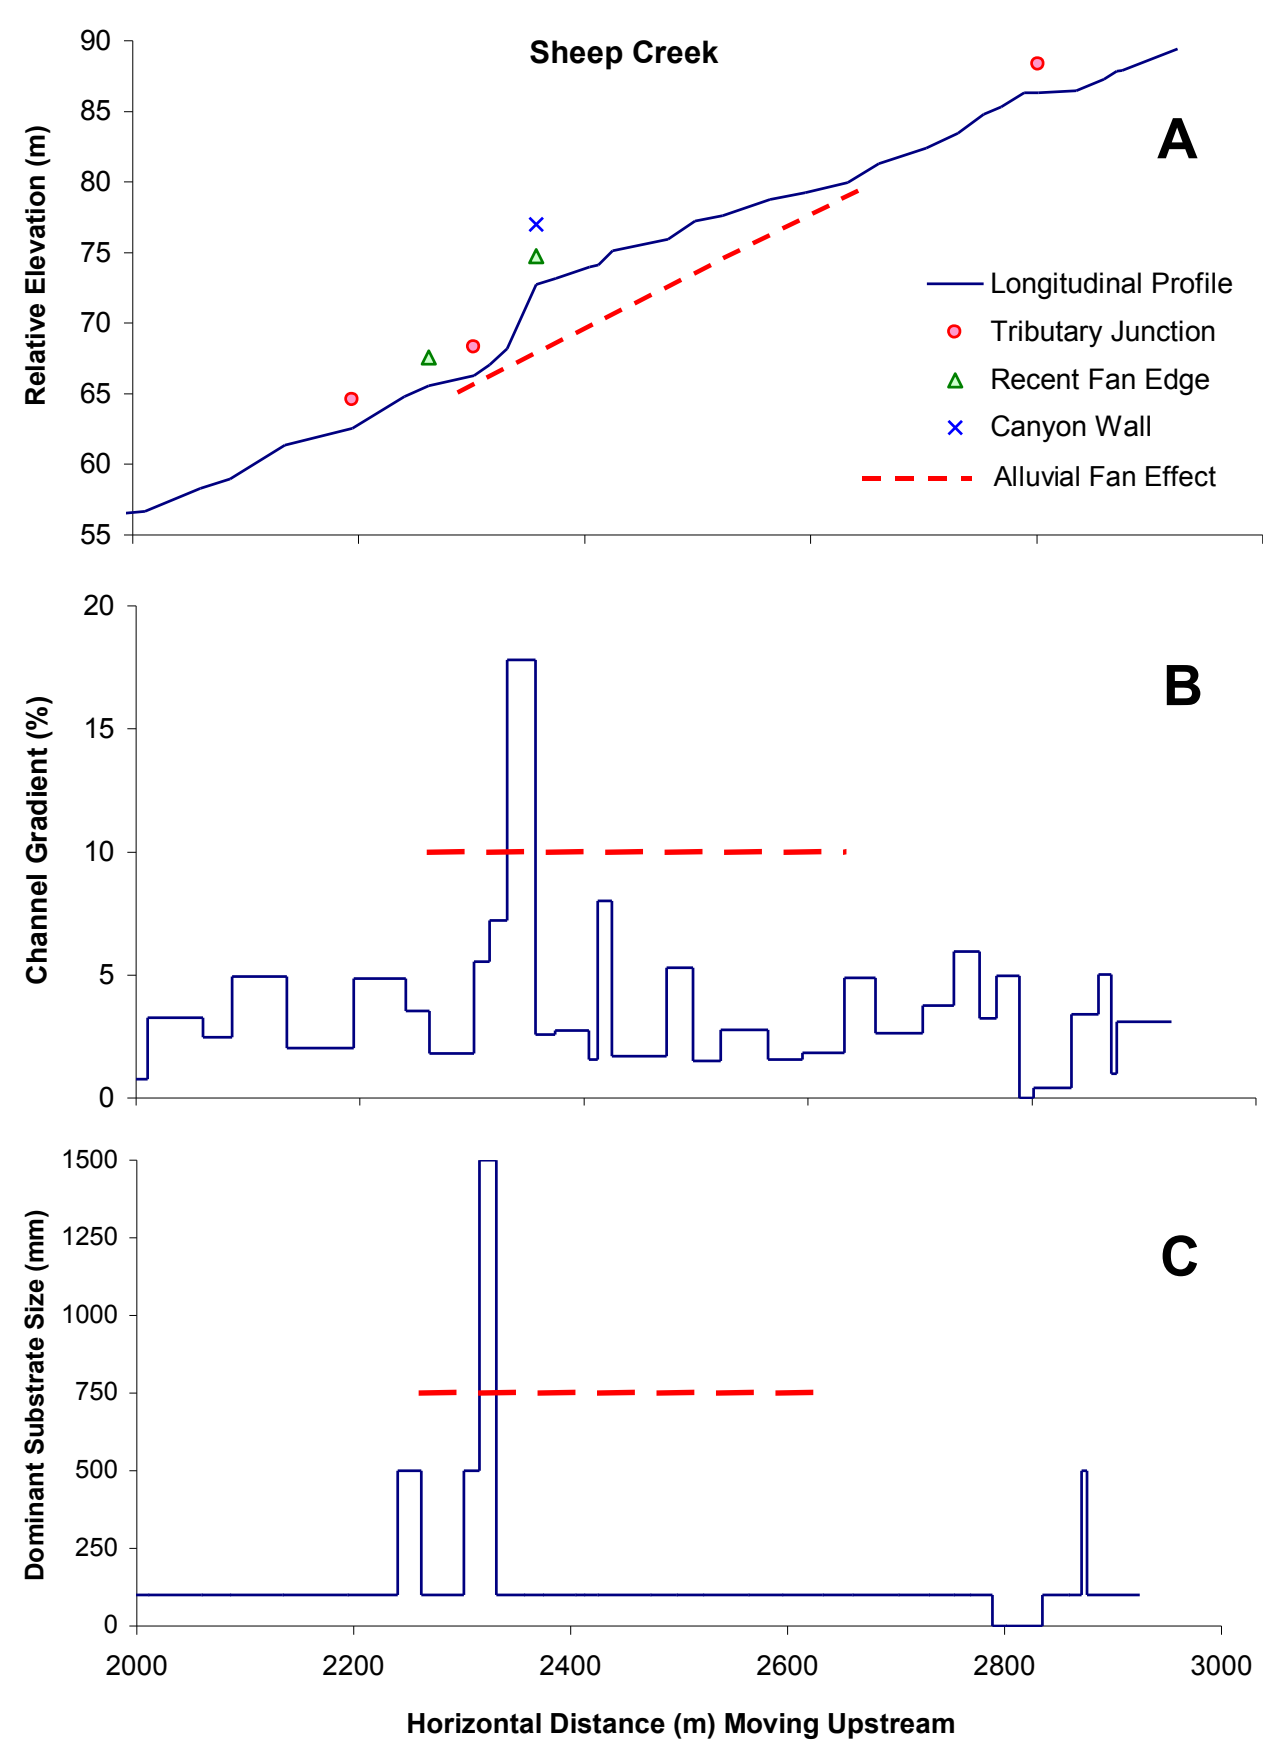 Sheep Creek
A
Relative Elevation (m)
90
85
80
75
70
65
60
55
Longitudinal Profile
Tributary Junction
Recent Fan Edge
Canyon Wall
Alluvial Fan Effect
B
Channel Gradient (%)
20
15
10
5
0
C
Dominant Substrate Size (mm)
1500
1250
1000
750
500
250
0
2000 2200 2400 2600 2800 3000
Horizontal Distance (m) Moving Upstream